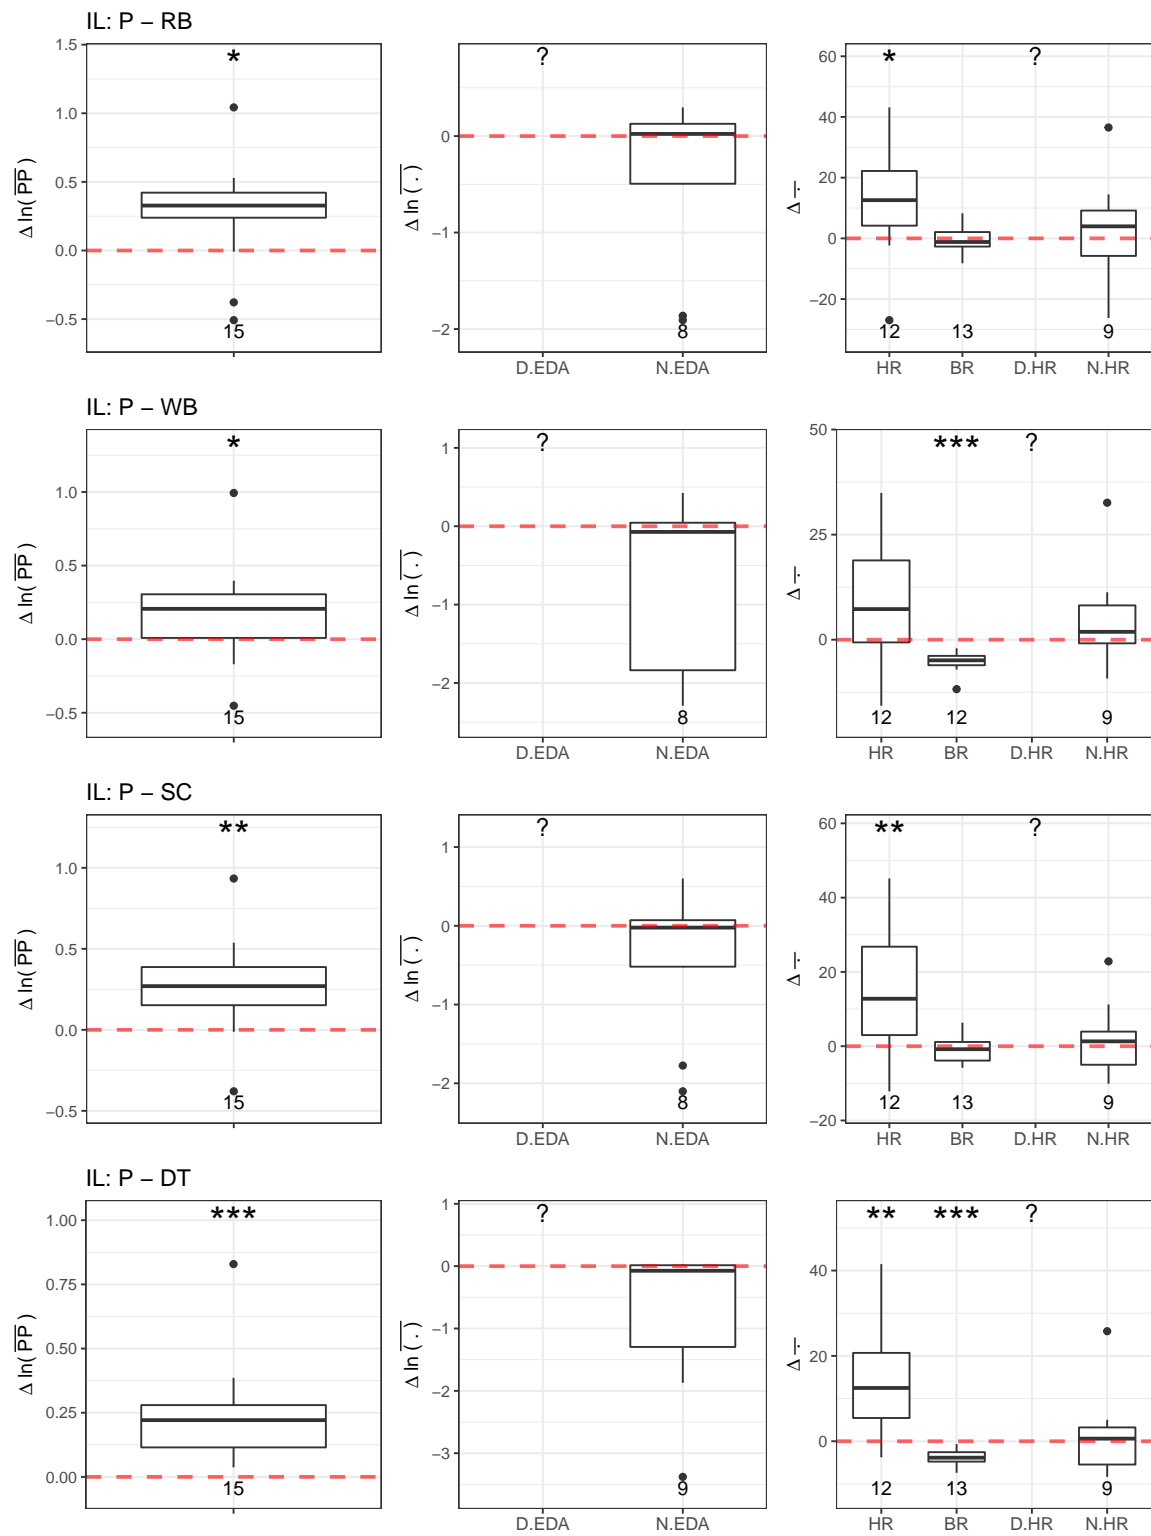 IL: P − RB
1.5
1.0
0.5
0.0
−0.5
Δ ln( PP )
*
15
0
−1
−2
Δ ln ( . )
?
8
D.EDA N.EDA
60
40
20
0
−20
Δ .
* ?
12 13 9
HR BR D.HR N.HR
IL: P − WB
1.0
0.5
0.0
−0.5
Δ ln( PP )
*
15
1
0
−1
−2
Δ ln ( . )
?
8
D.EDA N.EDA
50
25
0
Δ .
*** ?
12 12 9
HR BR D.HR N.HR
IL: P − SC
1.0
0.5
0.0
−0.5
Δ ln( PP )
**
15
1
0
−1
−2
Δ ln ( . )
?
8
D.EDA N.EDA
60
40
20
0
−20
Δ .
** ?
12 13 9
HR BR D.HR N.HR
IL: P − DT
1.00
0.75
0.50
0.25
0.00
Δ ln( PP )
***
15
1
0
−1
−2
−3
Δ ln ( . )
?
9
D.EDA N.EDA
40
20
0
Δ .
** *** ?
12 13 9
HR BR D.HR N.HR